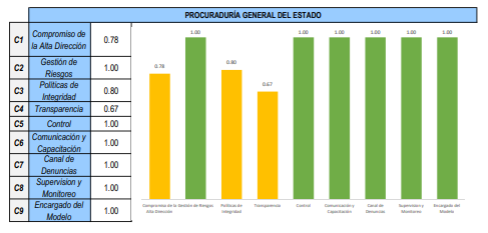 PROCURADURÍA GENERAL DEL ESTADO
C1 Compromiso de la Alta Dirección 0.78
C2 Gestión de Riesgos 1.00
C3 Políticas de Integridad 0.80
C4 Transparencia 0.67
C5 Control 1.00
C6 Comunicación y Capacitación 1.00
C7 Canal de Denuncias 1.00
C8 Supervision y Monitoreo 1.00
C9 Encargado del Modelo 1.00
0.78 1.00 0.80 0.67 1.00 1.00 1.00 1.00 1.00
Compromiso de la Gestión de Riesgos Políticas de Transparencia Control Comunicación y Canal de Supervision y Encargado del
Alta Dirección Integridad Capacitación Denuncias Monitoreo Modelo